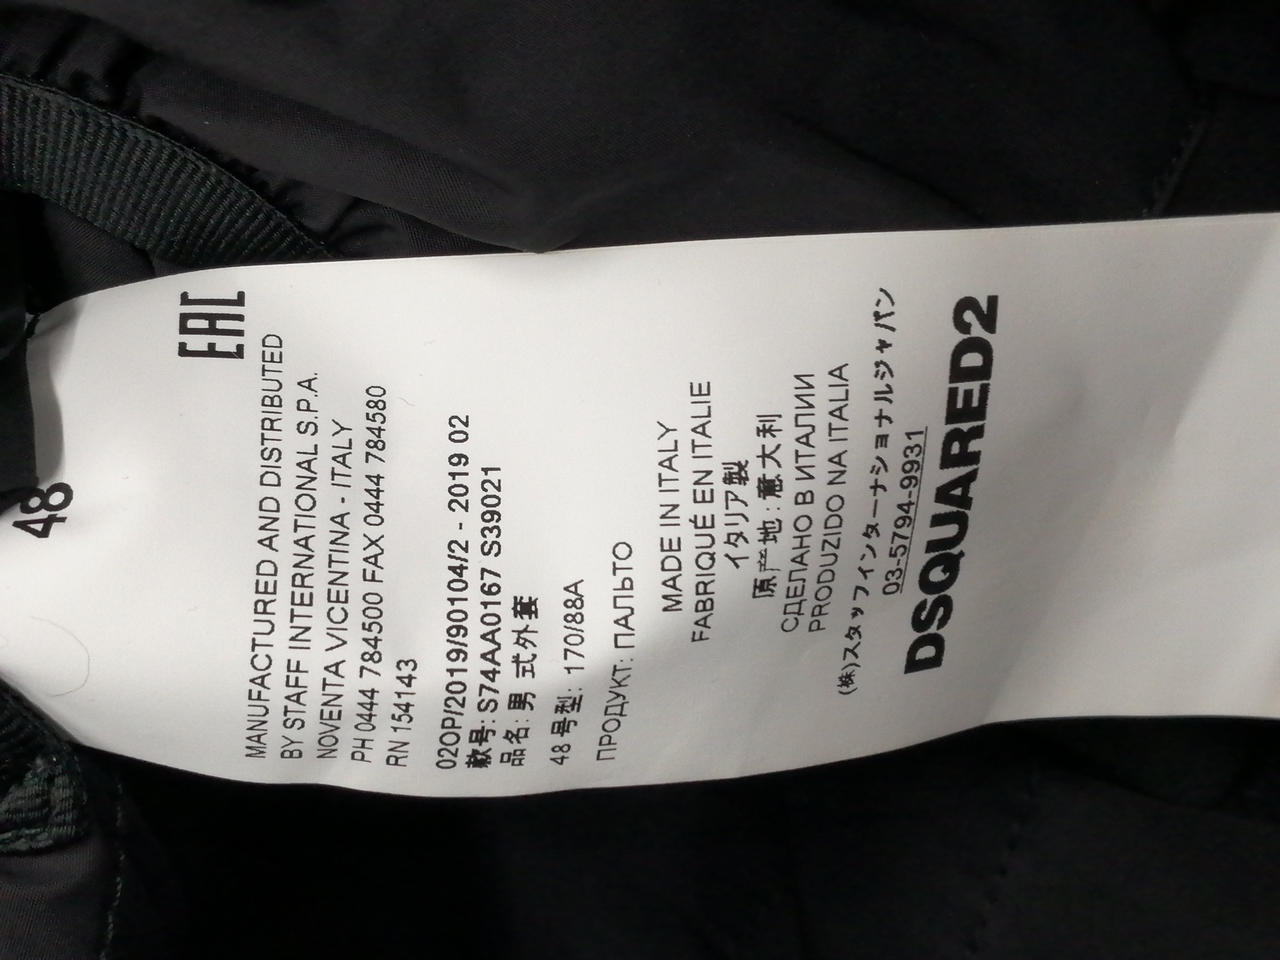 48
EAC
MANUFACTURED AND DISTRIBUTED
BY STAFF INTERNATIONAL S.P.A.
NOVENTA VICENTINA - ITALY
PH 0444 784500 FAX 0444 784580
RN 154143
02OP/2019/90104/2 - 2019 02
款号: S74AA0167 S39021
品名: 男 式外套
48 号型: 170/88A
ПРОДУКТ: ПАЛЬТО
MADE IN ITALY
FABRIQUÉ EN ITALIE
イタリア製
原产地: 意大利
СДЕЛАНО В ИТАЛИИ
PRODUZIDO NA ITALIA
(株)スタッフインターナショナルジャパン
03-5794-9931
DSQUARED2